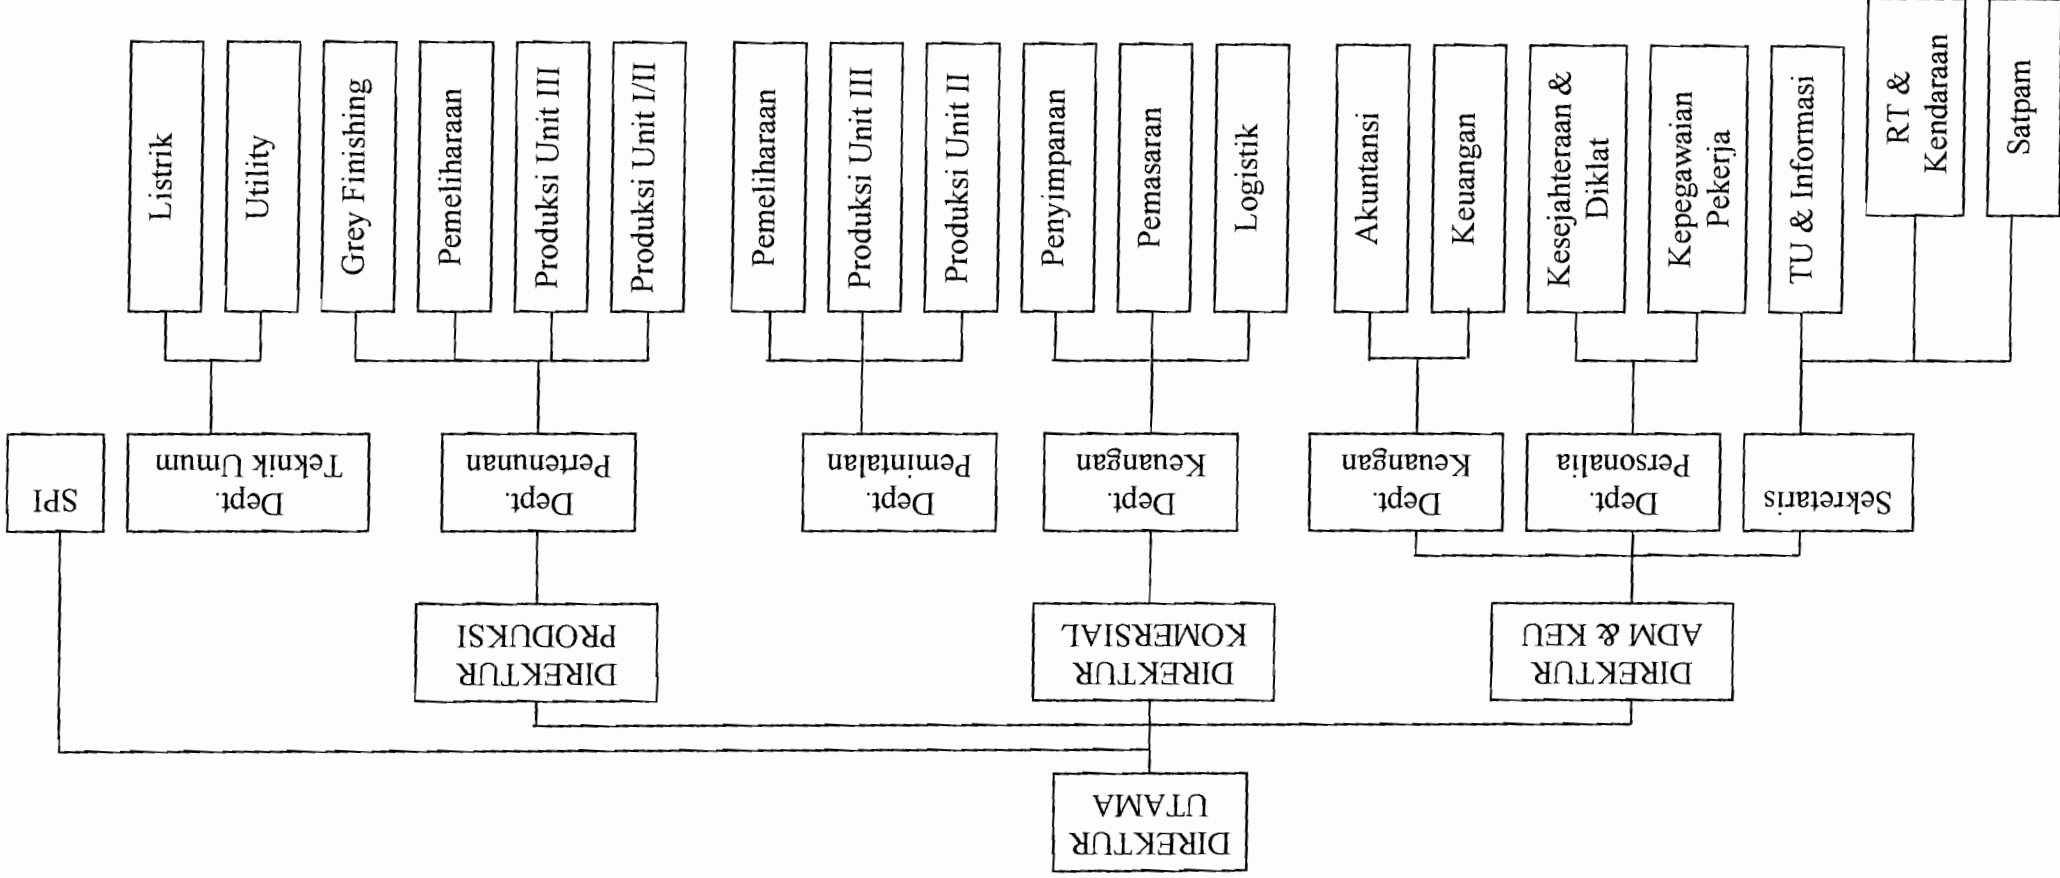 DIREKTUR
UTAMA
DIREKTUR
ADM & KEU
DIREKTUR
KOMERSIAL
DIREKTUR
PRODUKSI
Sekretaris
Dept.
Personalia
Dept.
Keuangan
Dept.
Keuangan
Dept.
Pemintalan
Dept.
Pertenunan
Dept.
Teknik Umum
SPI
Satpam
RT &
Kendaraan
TU & Informasi
Kepegawaian
Pekerja
Kesejahteraan &
Diklat
Keuangan
Akuntansi
Logistik
Pemasaran
Penyimpanan
Produksi Unit II
Produksi Unit III
Pemeliharaan
Produksi Unit I/II
Produksi Unit III
Pemeliharaan
Grey Finishing
Utility
Listrik